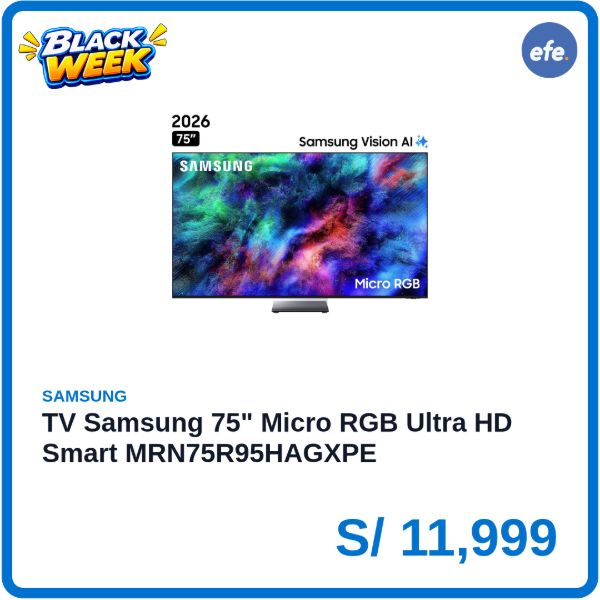 BLACK
WEEK
efe.
2026
75"
Samsung Vision AI
SAMSUNG
Micro RGB
SAMSUNG
TV Samsung 75" Micro RGB Ultra HD
Smart MRN75R95HAGXPE
S/ 11,999